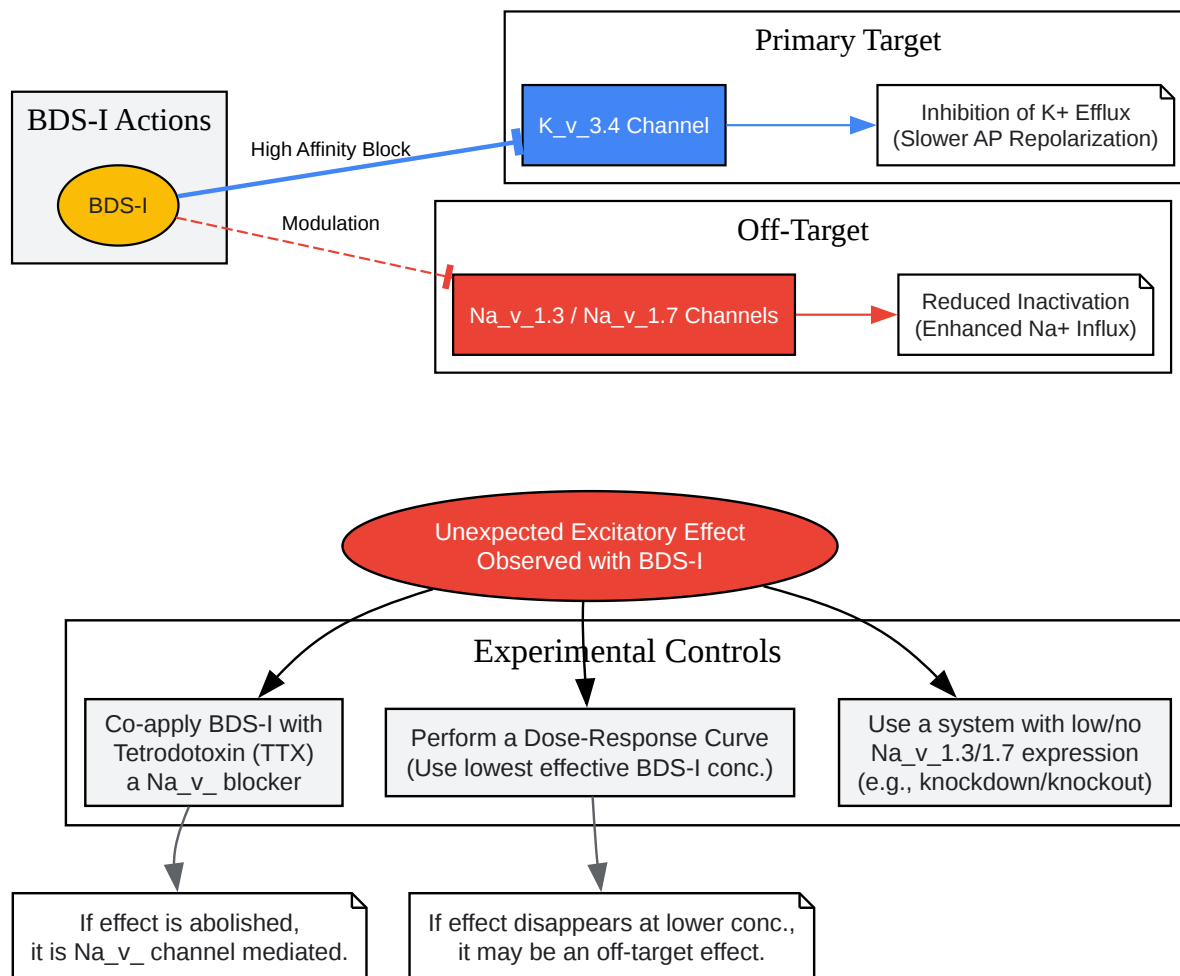 Primary Target
BDS-I Actions
K_v_3.4 Channel
Inhibition of K+ Efflux
(Slower AP Repolarization)
High Affinity Block
BDS-I
Modulation
Off-Target
Na_v_1.3 / Na_v_1.7 Channels
Reduced Inactivation
(Enhanced Na+ Influx)
Unexpected Excitatory Effect
Observed with BDS-I
Experimental Controls
Co-apply BDS-I with
Tetrodotoxin (TTX)
a Na_v_ blocker
Perform a Dose-Response Curve
(Use lowest effective BDS-I conc.)
Use a system with low/no
Na_v_1.3/1.7 expression
(e.g., knockdown/knockout)
If effect is abolished,
it is Na_v_ channel mediated.
If effect disappears at lower conc.,
it may be an off-target effect.